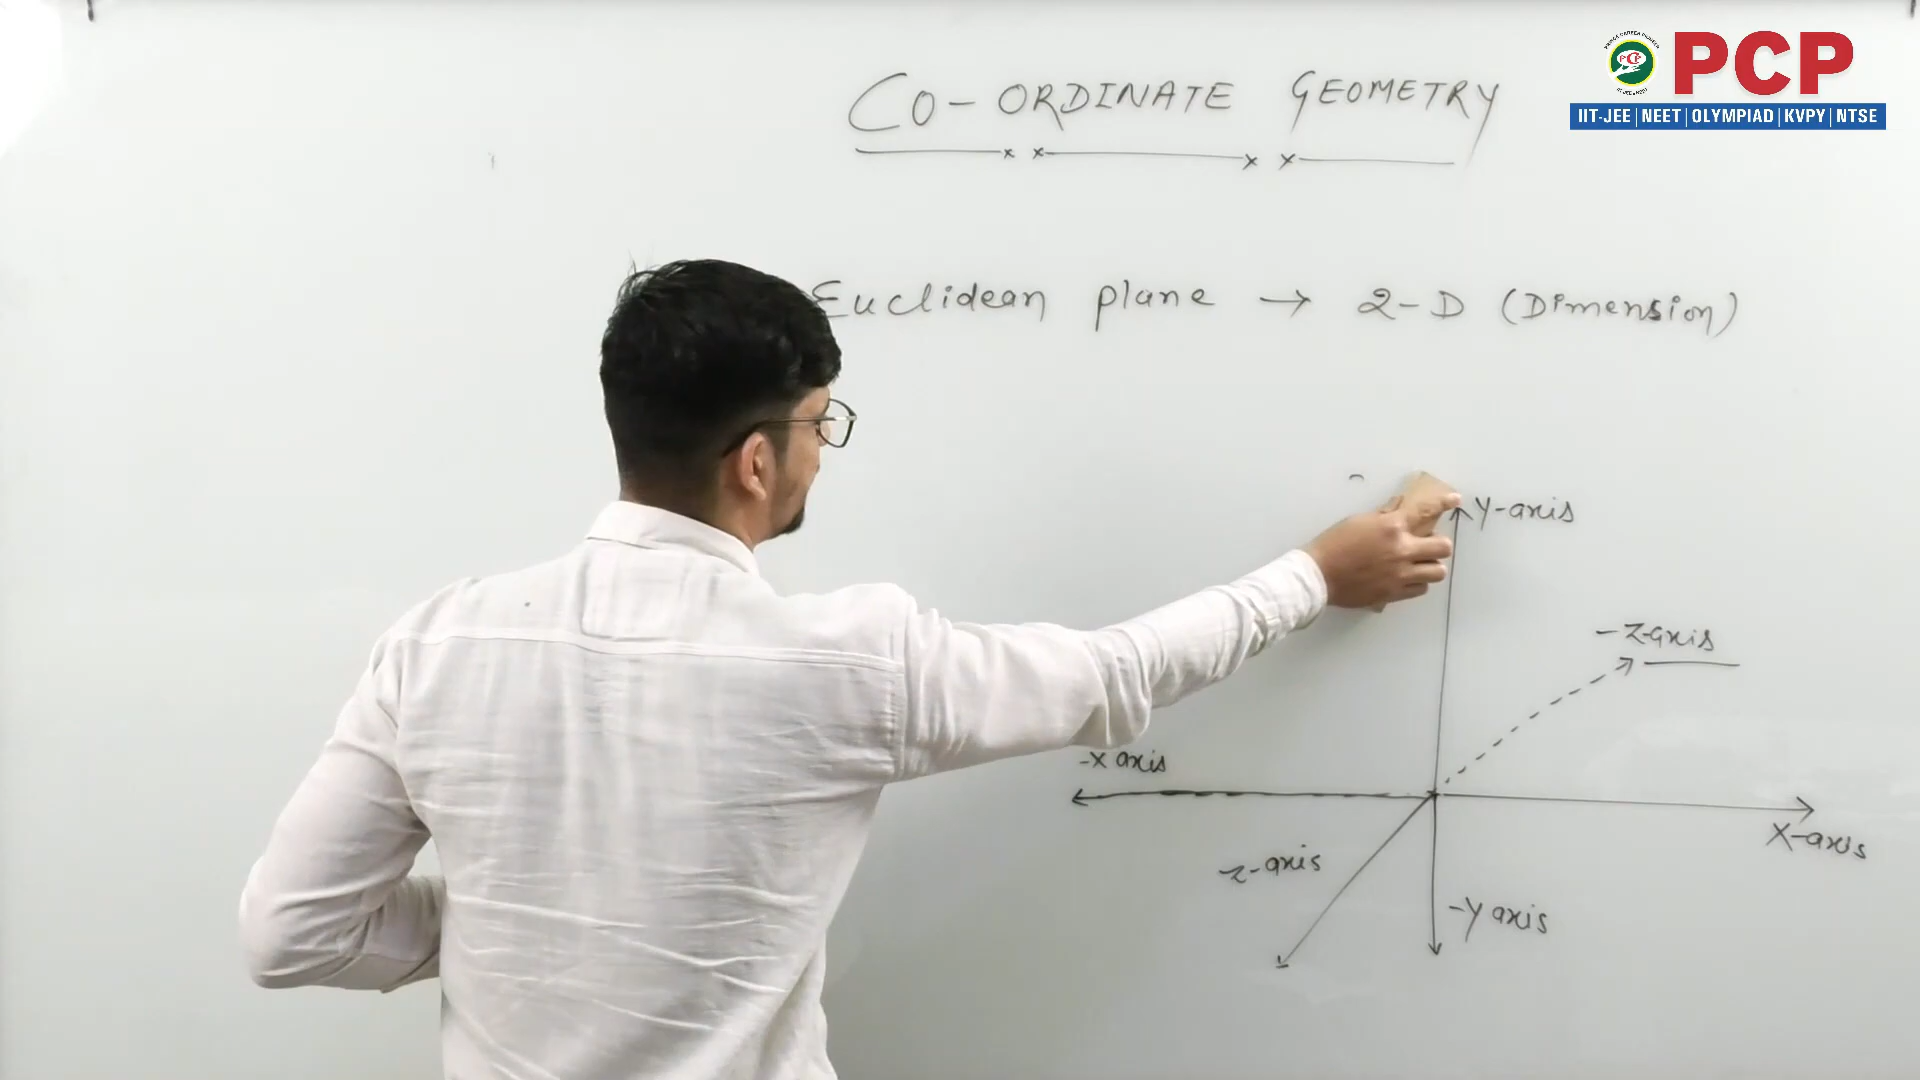 CO-ORDINATE GEOMETRY
PCP
IIT-JEE | NEET | OLYMPIAD | KVPY | NTSE
Euclidean plane → 2-D (Dimension)
Y-axis
-Z-axis
-X axis
X-axis
z-axis
-Y axis